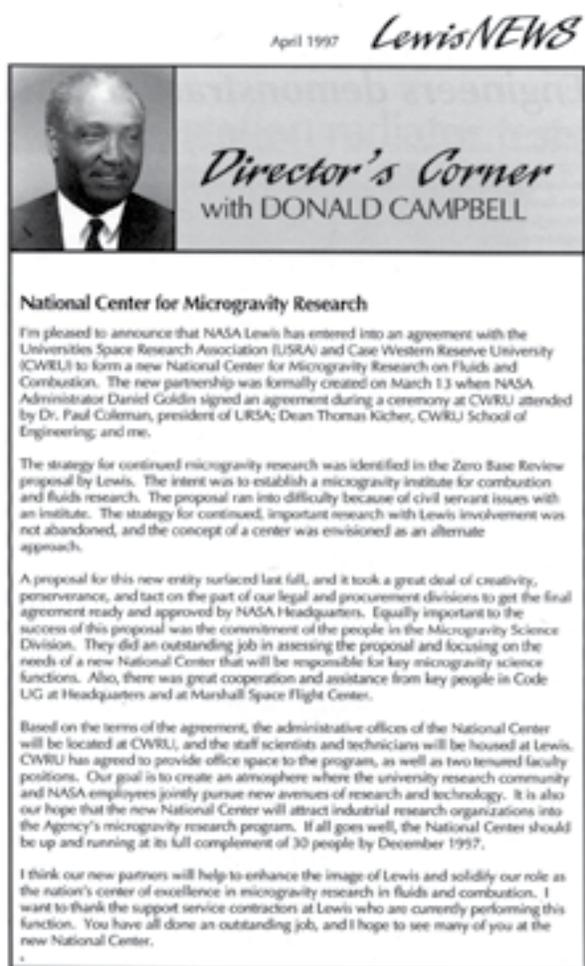 April 1997 Lewis NEWS
Director's Corner
with DONALD CAMPBELL
National Center for Microgravity Research
I'm pleased to announce that NASA Lewis has entered into an agreement with the
Universities Space Research Association (USRA) and Case Western Reserve University
(CWRU) to form a new National Center for Microgravity Research on Fluids and
Combustion. The new partnership was formally created on March 13 when NASA
Administrator Daniel Goldin signed an agreement during a ceremony at CWRU attended
by Dr. Paul Coleman, president of URSA; Dean Thomas Kicher, CWRU School of
Engineering; and me.
The strategy for continued microgravity research was identified in the Zero Base Review
proposal by Lewis. The intent was to establish a microgravity institute for combustion
and fluids research. The proposal ran into difficulty because of civil servant issues with
an institute. The strategy for continued, important research with Lewis involvement was
not abandoned, and the concept of a center was envisioned as an alternate
approach.
A proposal for this new entity surfaced last fall, and it took a great deal of creativity,
perserverance, and tact on the part of our legal and procurement divisions to get the final
agreement ready and approved by NASA Headquarters. Equally important to the
success of this proposal was the commitment of the people in the Microgravity Science
Division. They did an outstanding job in assessing the proposal and focusing on the
needs of a new National Center that will be responsible for key microgravity science
functions. Also, there was great cooperation and assistance from key people in Code
UG at Headquarters and at Marshall Space Flight Center.
Based on the terms of the agreement, the administrative offices of the National Center
will be located at CWRU, and the staff scientists and technicians will be housed at Lewis.
CWRU has agreed to provide office space to the program, as well as two tenured faculty
positions. Our goal is to create an atmosphere where the university research community
and NASA employees jointly pursue new avenues of research and technology. It is also
our hope that the new National Center will attract industrial research organizations into
the Agency's microgravity research program. If all goes well, the National Center should
be up and running at its full complement of 30 people by December 1997.
I think our new partners will help to enhance the image of Lewis and solidify our role as
the nation's center of excellence in microgravity research in fluids and combustion. I
want to thank the support service contractors at Lewis who are currently performing this
function. You have all done an outstanding job, and I hope to see many of you at the
new National Center.